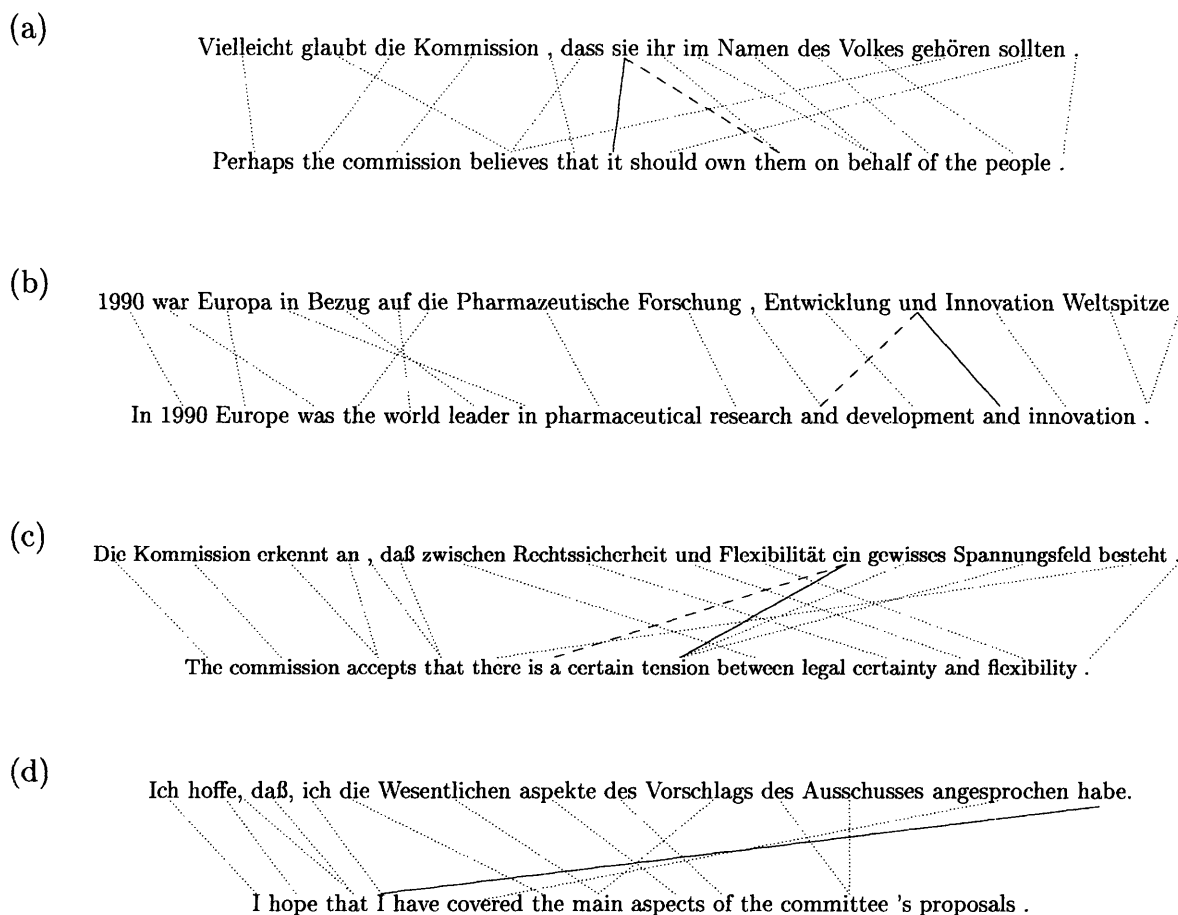 (a)
Vielleicht glaubt die Kommission , dass sie ihr im Namen des Volkes gehören sollten .
Perhaps the commission believes that it should own them on behalf of the people .
(b)
1990 war Europa in Bezug auf die Pharmazeutische Forschung , Entwicklung und Innovation Weltspitze
In 1990 Europe was the world leader in pharmaceutical research and development and innovation .
(c)
Die Kommission erkennt an , daß zwischen Rechtssicherheit und Flexibilität ein gewisses Spannungsfeld besteht .
The commission accepts that there is a certain tension between legal certainty and flexibility .
(d)
Ich hoffe, daß, ich die Wesentlichen aspekte des Vorschlags des Ausschusses angesprochen habe.
I hope that I have covered the main aspects of the committee 's proposals .